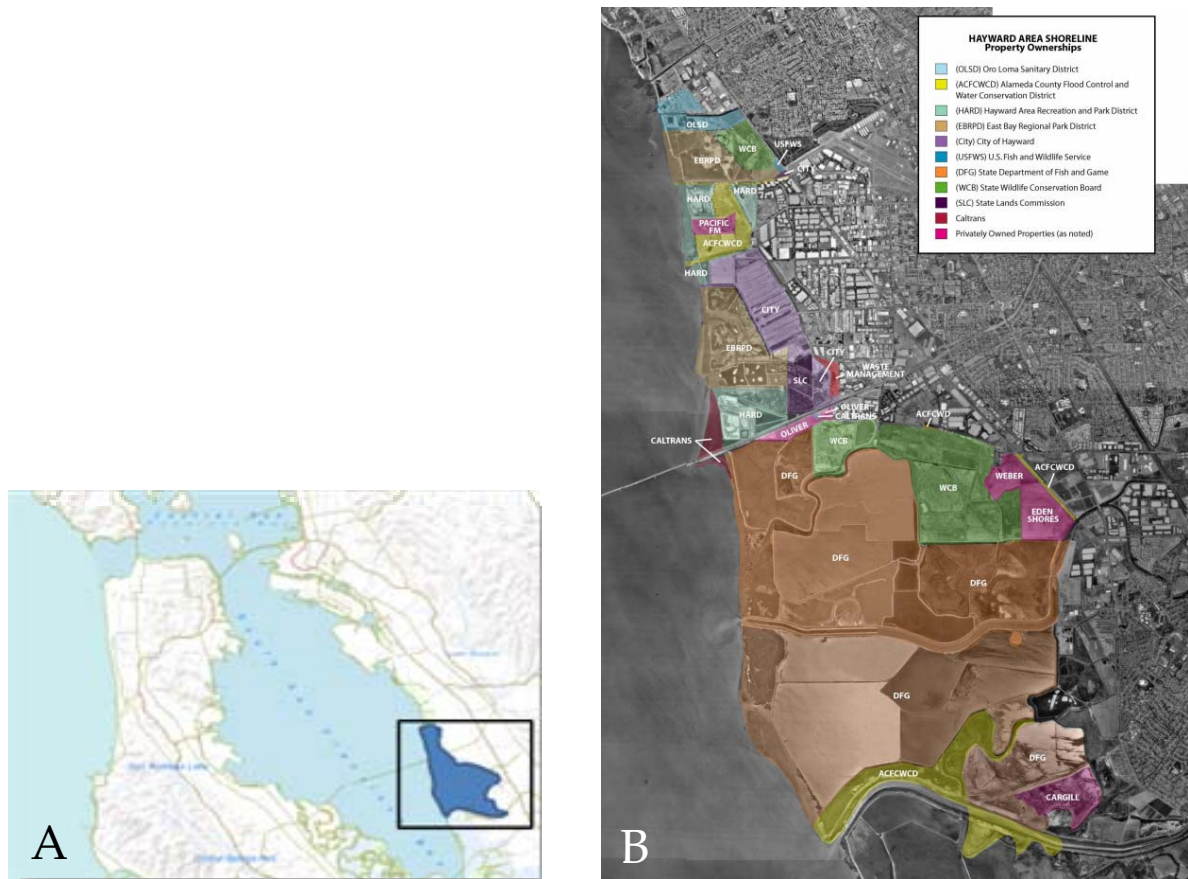 HAYWARD AREA SHORELINE
Property Ownerships
(OLSD) Oro Loma Sanitary District
(ACFCWCD) Alameda County Flood Control and
Water Conservation District
(HARD) Hayward Area Recreation and Park District
(EBRPD) East Bay Regional Park District
(City) City of Hayward
(USFWS) U.S. Fish and Wildlife Service
(DFG) State Department of Fish and Game
(WCB) State Wildlife Conservation Board
(SLC) State Lands Commission
Caltrans
Privately Owned Properties (as noted)
OLSD
WCB
USFWS
EBRPD
CITY
HARD
HARD
PACIFIC
FM
ACFCWCD
HARD
CITY
EBRPD
CITY
WASTE
MANAGEMENT
SLC
OLIVER
CALTRANS
HARD
ACFCWD
OLIVER
CALTRANS
WCB
DFG
WEBER
ACFCWCD
WCB
EDEN
SHORES
DFG
DFG
DFG
DFG
ACFCWCD
CARGILL
A
B